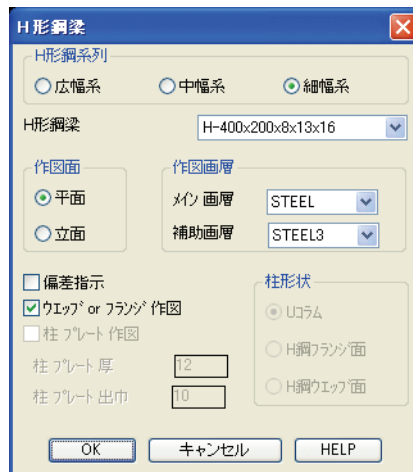 H形鋼梁
H形鋼系列
広幅系 中幅系 細幅系
H形鋼梁 H-400x200x8x13x16
作図面 作図画層
平面 メイン 画層 STEEL
立面 補助画層 STEEL3
偏差指示 柱形状
ウエッブ or フランジ 作図 Uコラム
柱 プレート 作図
柱 プレート 厚 12 H鋼フランジ面
柱 プレート 出巾 10 H鋼ウエッブ面
OK キャンセル HELP